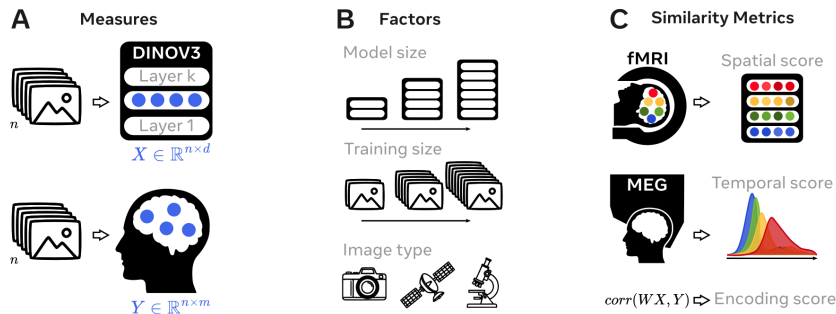 A Measures
DINOV3
Layer k
Layer 1
n
X ∈ ℝ^{n×d}
n
Y ∈ ℝ^{n×m}
B Factors
Model size
Training size
Image type
C Similarity Metrics
fMRI
Spatial score
MEG
Temporal score
corr(WX, Y) ⇨ Encoding score